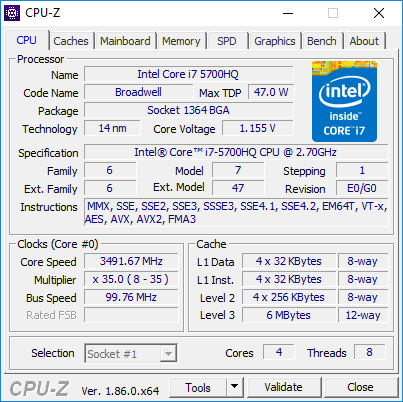 CPU-Z
CPU Caches Mainboard Memory SPD Graphics Bench About
Processor
Name Intel Core i7 5700HQ
Code Name Broadwell Max TDP 47.0 W
Package Socket 1364 BGA
Technology 14 nm Core Voltage 1.155 V
intel
inside™
CORE™ i7
Specification Intel® Core™ i7-5700HQ CPU @ 2.70GHz
Family 6 Model 7 Stepping 1
Ext. Family 6 Ext. Model 47 Revision E0/G0
Instructions MMX, SSE, SSE2, SSE3, SSSE3, SSE4.1, SSE4.2, EM64T, VT-x,
AES, AVX, AVX2, FMA3
Clocks (Core #0)
Core Speed 3491.67 MHz
Multiplier x 35.0 ( 8 - 35 )
Bus Speed 99.76 MHz
Rated FSB
Cache
L1 Data 4 x 32 KBytes 8-way
L1 Inst. 4 x 32 KBytes 8-way
Level 2 4 x 256 KBytes 8-way
Level 3 6 MBytes 12-way
Selection Socket #1 Cores 4 Threads 8
CPU-Z Ver. 1.86.0.x64 Tools Validate Close